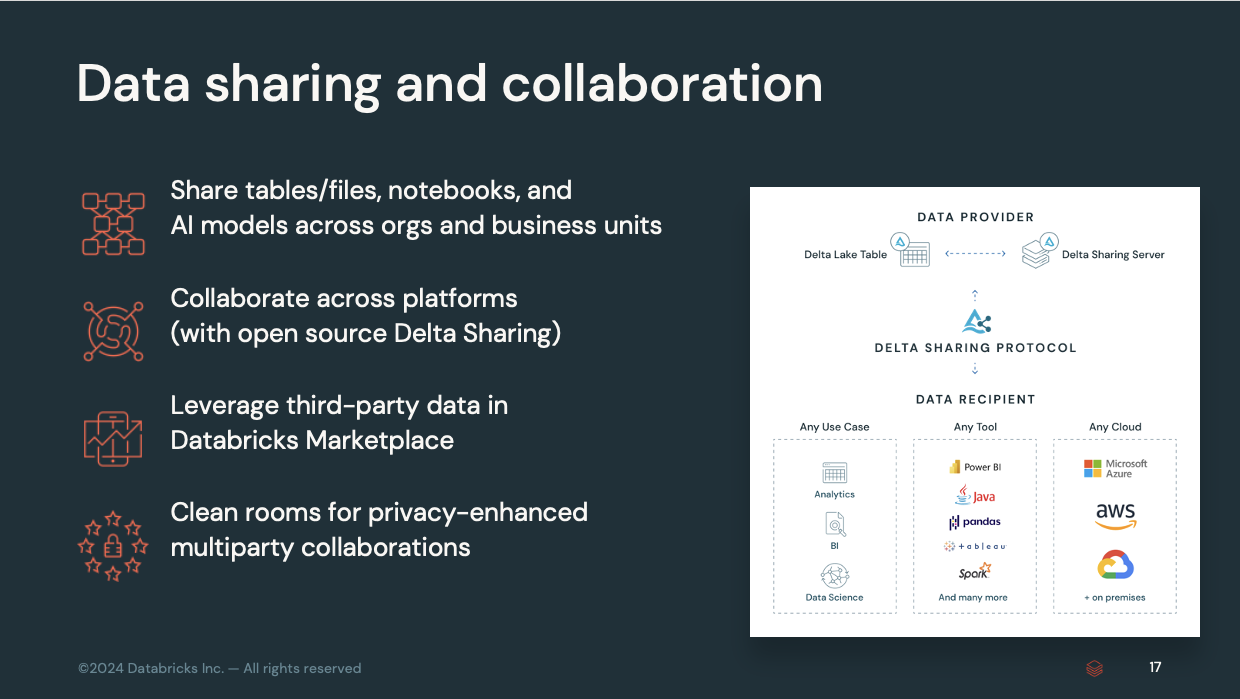 Data sharing and collaboration
Share tables/files, notebooks, and
AI models across orgs and business units
Collaborate across platforms
(with open source Delta Sharing)
Leverage third-party data in
Databricks Marketplace
Clean rooms for privacy-enhanced
multiparty collaborations
DATA PROVIDER
Delta Lake Table
Delta Sharing Server
DELTA SHARING PROTOCOL
DATA RECIPIENT
Any Use Case
Analytics
BI
Data Science
Any Tool
Power BI
Java
pandas
+ableau
Spark
And many more
Any Cloud
Microsoft
Azure
aws
+ on premises
©2024 Databricks Inc. — All rights reserved
17